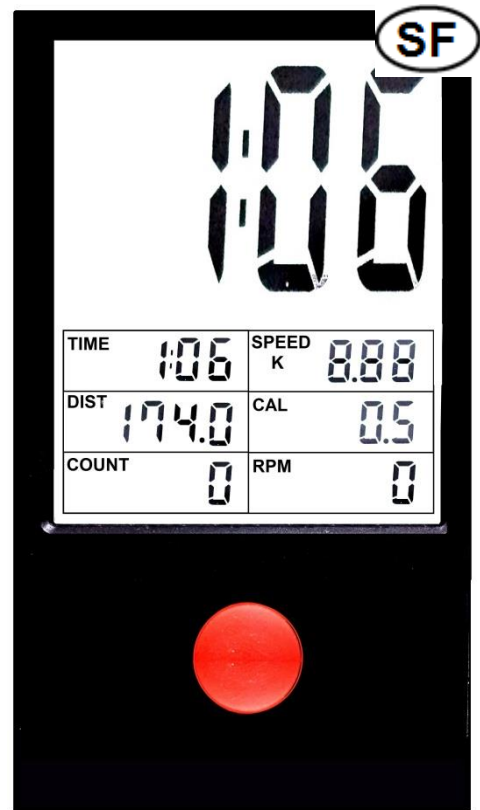 SF
1:06
TIME 1:06 SPEED K 8.88
DIST 174.0 CAL 0.5
COUNT 0 RPM 0